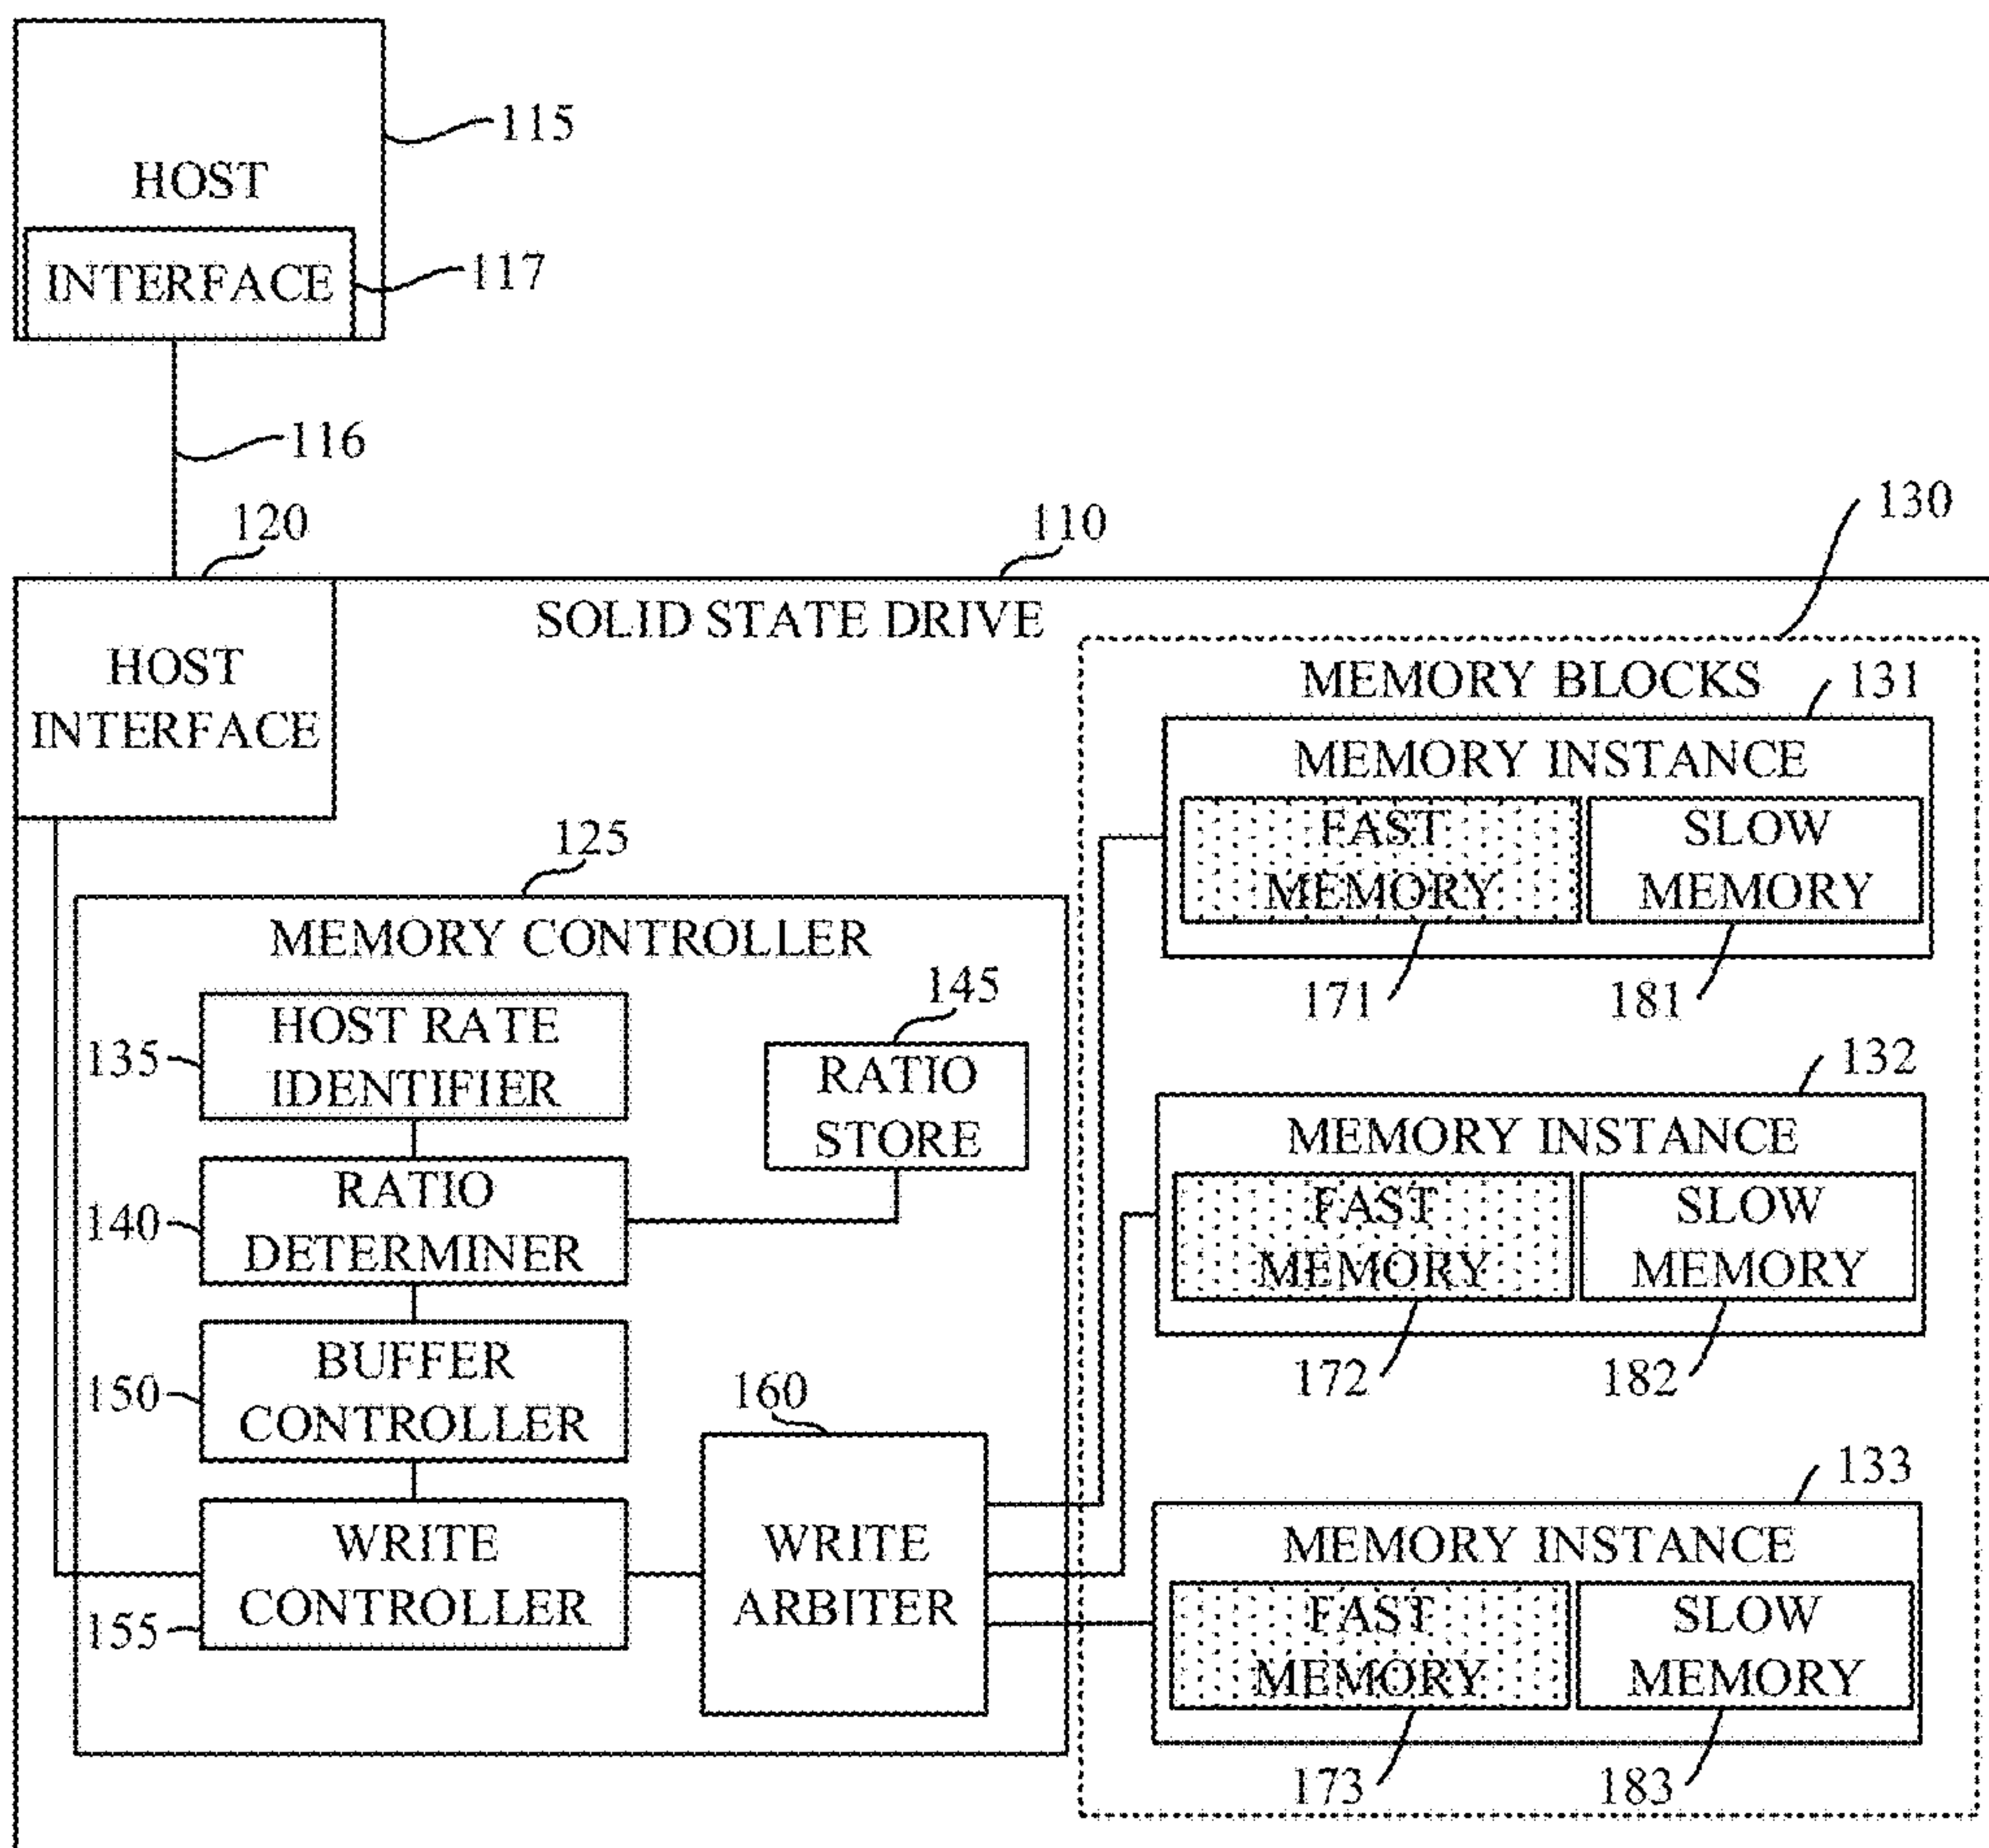 115
HOST
INTERFACE
117
116
120
110
130
SOLID STATE DRIVE
HOST
INTERFACE
MEMORY BLOCKS
131
MEMORY INSTANCE
FAST
MEMORY
SLOW
MEMORY
171
181
125
MEMORY CONTROLLER
HOST RATE
IDENTIFIER
135
145
RATIO
STORE
132
MEMORY INSTANCE
FAST
MEMORY
SLOW
MEMORY
172
182
RATIO
DETERMINER
140
BUFFER
CONTROLLER
150
160
WRITE
CONTROLLER
155
WRITE
ARBITER
133
MEMORY INSTANCE
FAST
MEMORY
SLOW
MEMORY
173
183